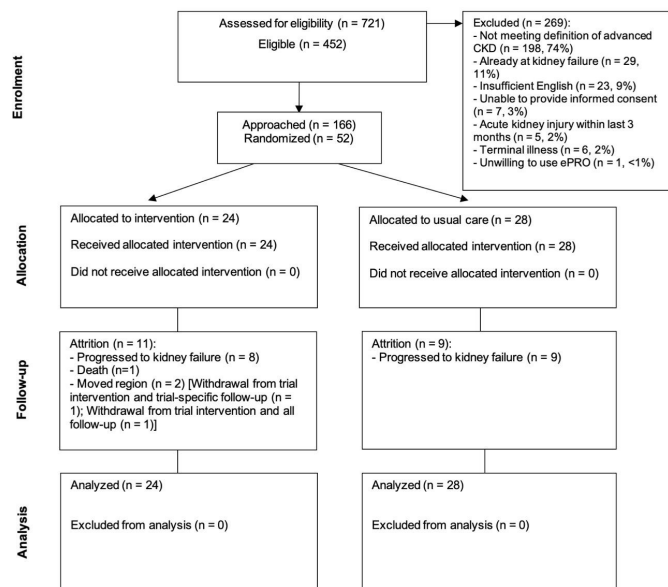 Enrolment
Assessed for eligibility (n = 721)
Eligible (n = 452)
Excluded (n = 269):
- Not meeting definition of advanced
CKD (n = 198, 74%)
- Already at kidney failure (n = 29,
11%)
- Insufficient English (n = 23, 9%)
- Unable to provide informed consent
(n = 7, 3%)
- Acute kidney injury within last 3
months (n = 5, 2%)
- Terminal illness (n = 6, 2%)
- Unwilling to use ePRO (n = 1, <1%)
Approached (n = 166)
Randomized (n = 52)
Allocation
Allocated to intervention (n = 24)
Received allocated intervention (n = 24)
Did not receive allocated intervention (n = 0)
Allocated to usual care (n = 28)
Received allocated intervention (n = 28)
Did not receive allocated intervention (n = 0)
Follow-up
Attrition (n = 11):
- Progressed to kidney failure (n = 8)
- Death (n=1)
- Moved region (n = 2) [Withdrawal from trial
intervention and trial-specific follow-up (n =
1); Withdrawal from trial intervention and all
follow-up (n = 1)]
Attrition (n = 9):
- Progressed to kidney failure (n = 9)
Analysis
Analyzed (n = 24)
Excluded from analysis (n = 0)
Analyzed (n = 28)
Excluded from analysis (n = 0)